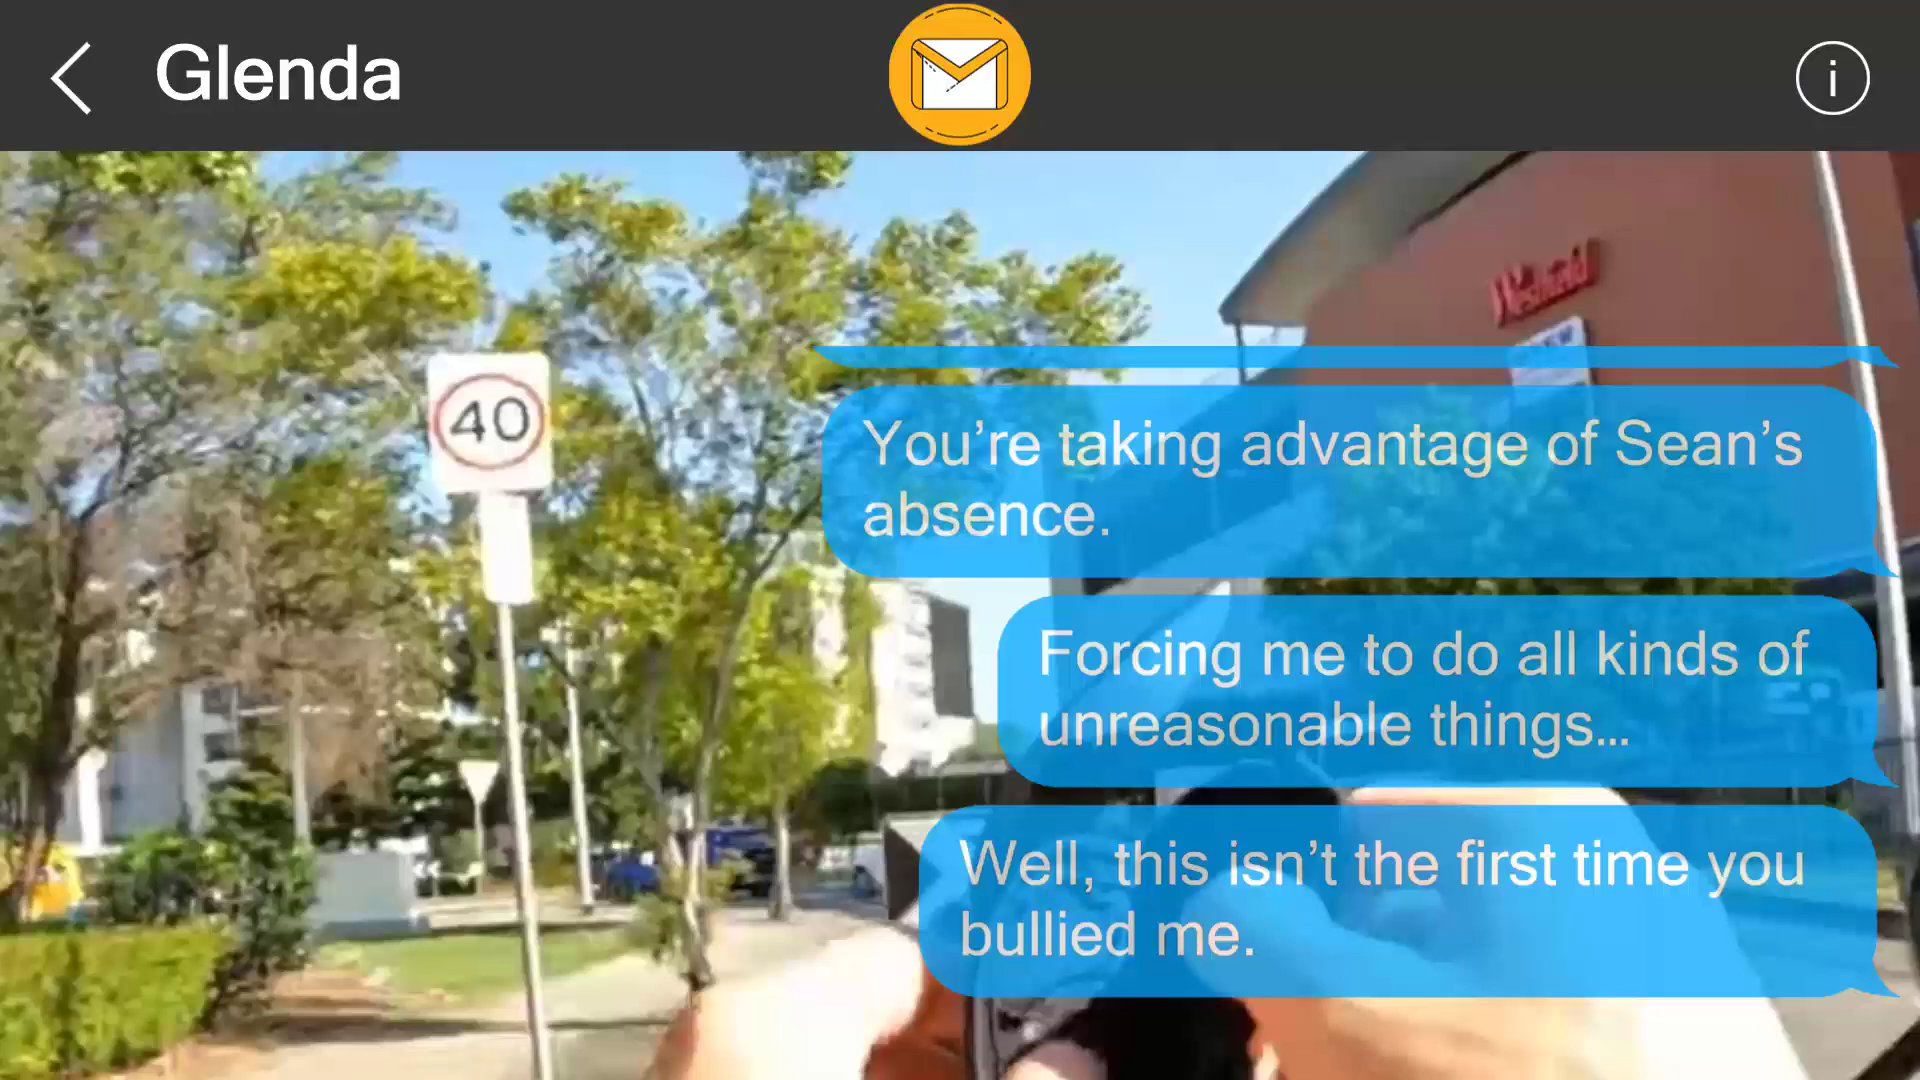 Glenda
i
Westfield
40
You’re taking advantage of Sean’s
absence.
Forcing me to do all kinds of
unreasonable things...
Well, this isn’t the first time you
bullied me.